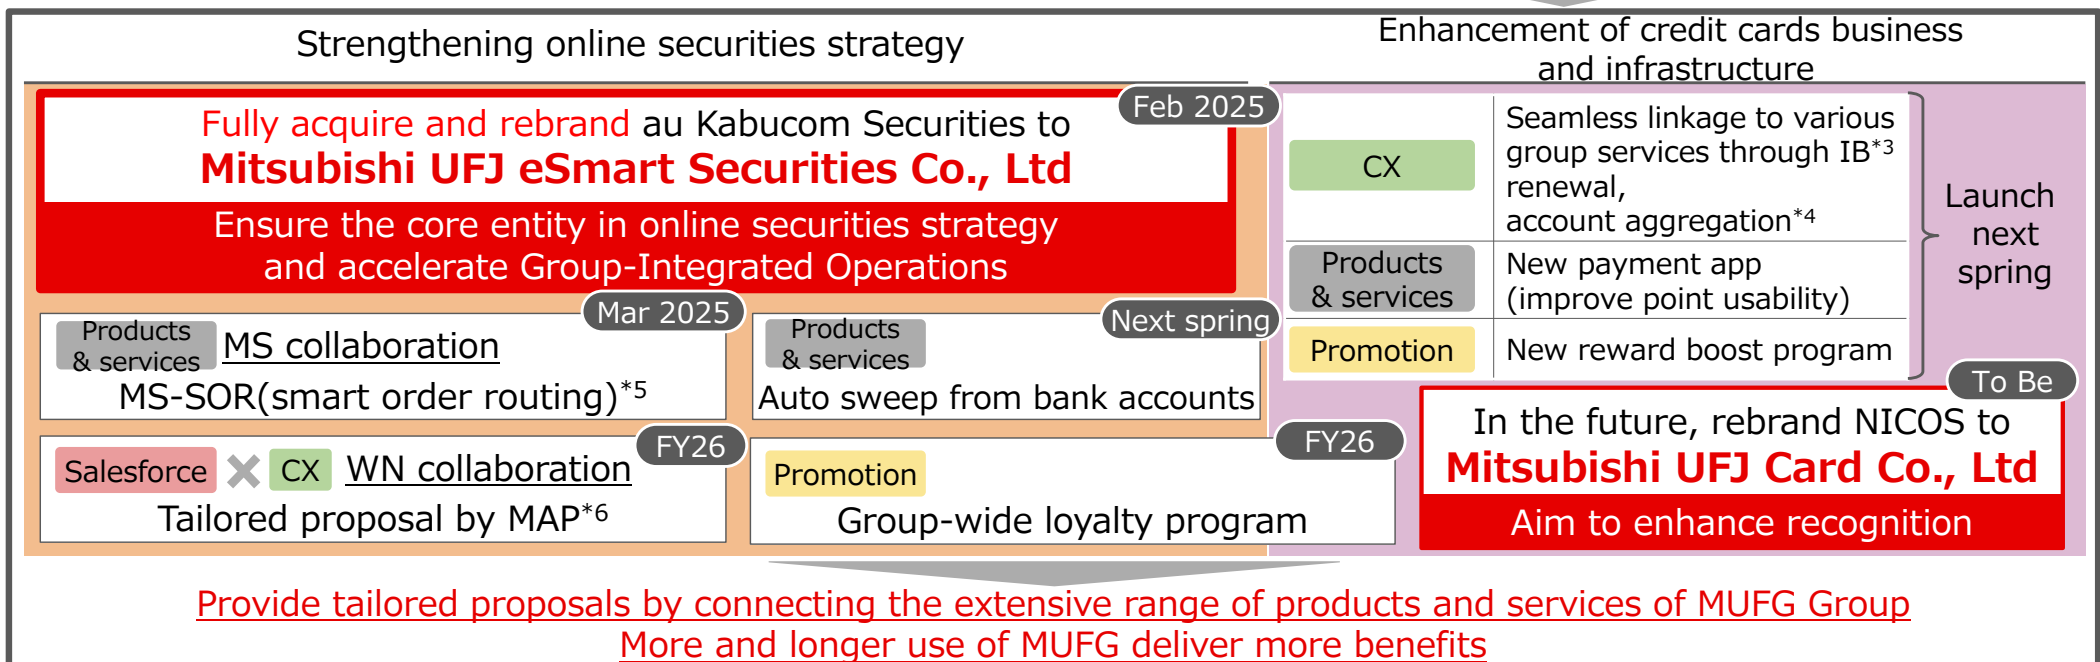 Strengthening online securities strategy
Feb 2025
Fully acquire and rebrand au Kabucom Securities to
Mitsubishi UFJ eSmart Securities Co., Ltd
Ensure the core entity in online securities strategy
and accelerate Group-Integrated Operations
Mar 2025
Products
& services
MS collaboration
MS-SOR(smart order routing)*5
Next spring
Products
& services
Auto sweep from bank accounts
FY26
Salesforce × CX WN collaboration
Tailored proposal by MAP*6
FY26
Promotion
Group-wide loyalty program
Enhancement of credit cards business
and infrastructure
CX
Seamless linkage to various
group services through IB*3
renewal,
account aggregation*4
Products
& services
New payment app
(improve point usability)
Promotion
New reward boost program
Launch
next
spring
To Be
In the future, rebrand NICOS to
Mitsubishi UFJ Card Co., Ltd
Aim to enhance recognition
Provide tailored proposals by connecting the extensive range of products and services of MUFG Group
More and longer use of MUFG deliver more benefits